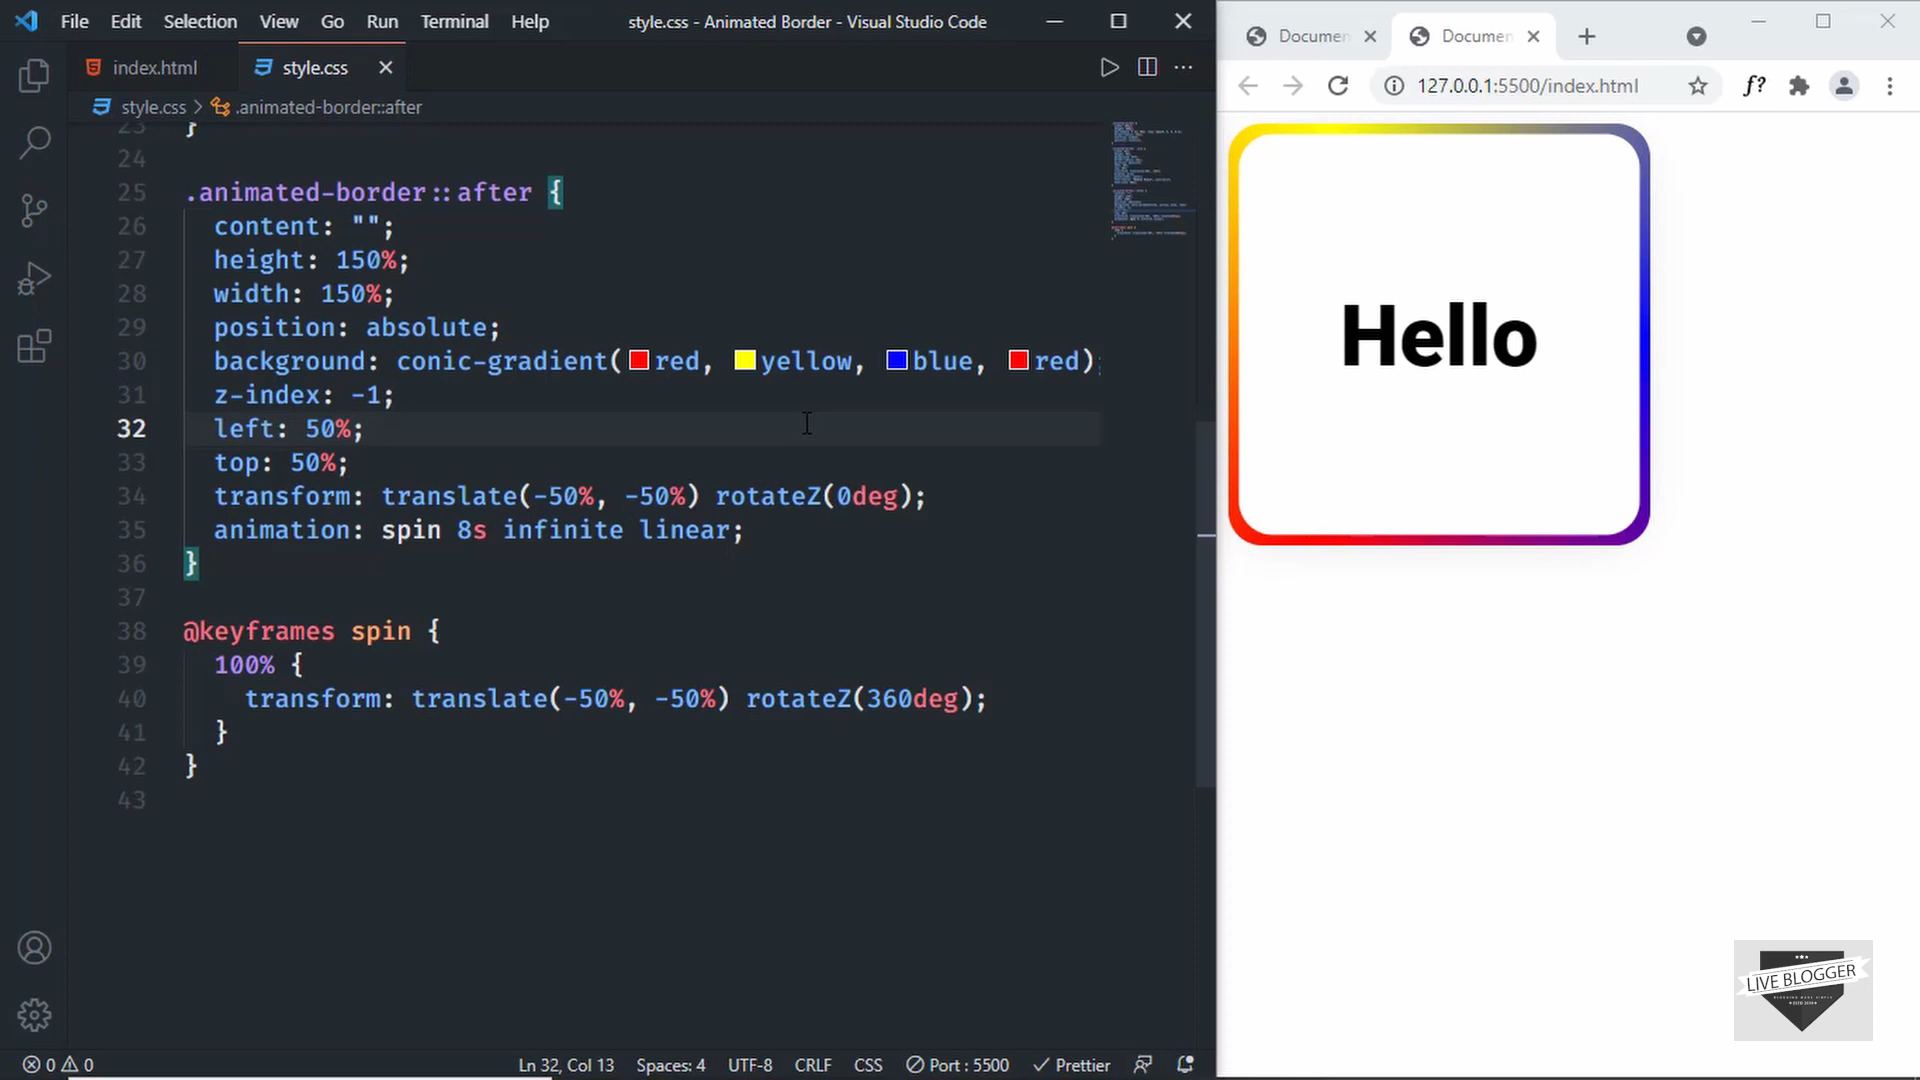 File Edit Selection View Go Run Terminal Help style.css - Animated Border - Visual Studio Code
index.html style.css
style.css > .animated-border::after
23 }
24
25 .animated-border::after {
26 content: "";
27 height: 150%;
28 width: 150%;
29 position: absolute;
30 background: conic-gradient(red, yellow, blue, red);
31 z-index: -1;
32 left: 50%;
33 top: 50%;
34 transform: translate(-50%, -50%) rotateZ(0deg);
35 animation: spin 8s infinite linear;
36 }
37
38 @keyframes spin {
39 100% {
40 transform: translate(-50%, -50%) rotateZ(360deg);
41 }
42 }
43
0 0 Ln 32, Col 13 Spaces: 4 UTF-8 CRLF CSS Port : 5500 Prettier
Documen Documen
127.0.0.1:5500/index.html f?
Hello
LIVE BLOGGER